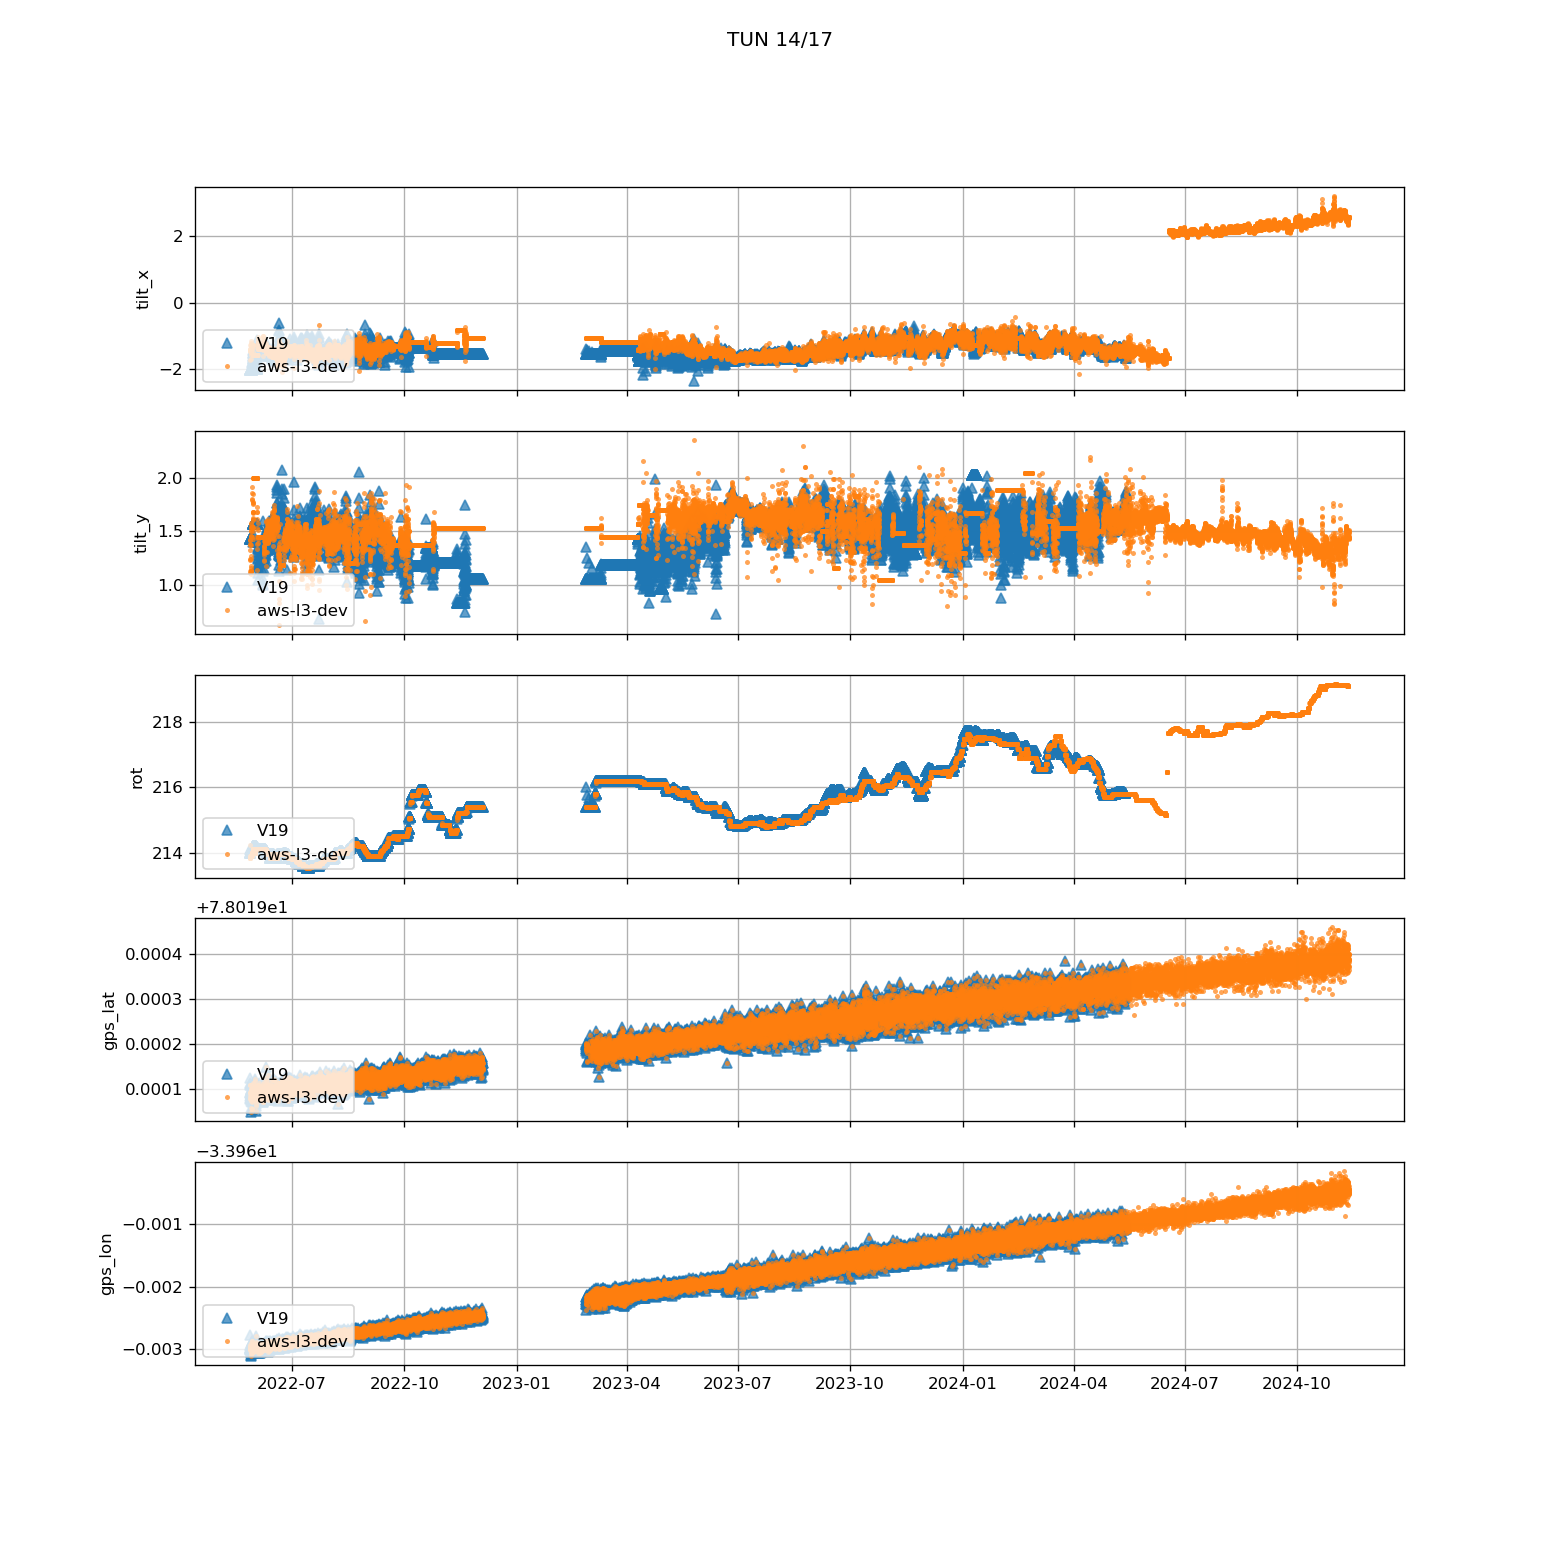 TUN 14/17
2
0
−2
tilt_x
V19
aws-l3-dev
2.0
1.5
1.0
tilt_y
V19
aws-l3-dev
218
216
214
rot
V19
aws-l3-dev
+7.8019e1
0.0004
0.0003
0.0002
0.0001
gps_lat
V19
aws-l3-dev
−3.396e1
−0.001
−0.002
−0.003
gps_lon
V19
aws-l3-dev
2022-07 2022-10 2023-01 2023-04 2023-07 2023-10 2024-01 2024-04 2024-07 2024-10